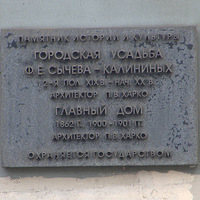 ПАМЯТНИК ИСТОРИИ И КУЛЬТУРЫ
ГОРОДСКАЯ УСАДЬБА
Ф.Е. СЫЧЕВА - КАЛИНИНЫХ
2-Я ПОЛ. XIX В. - НАЧ. XX В.
АРХИТЕКТОР П.В. ХАРКО
ГЛАВНЫЙ ДОМ
1862 Г., 1900 - 1901 ГГ.
АРХИТЕКТОР П.В. ХАРКО
ОХРАНЯЕТСЯ ГОСУДАРСТВОМ